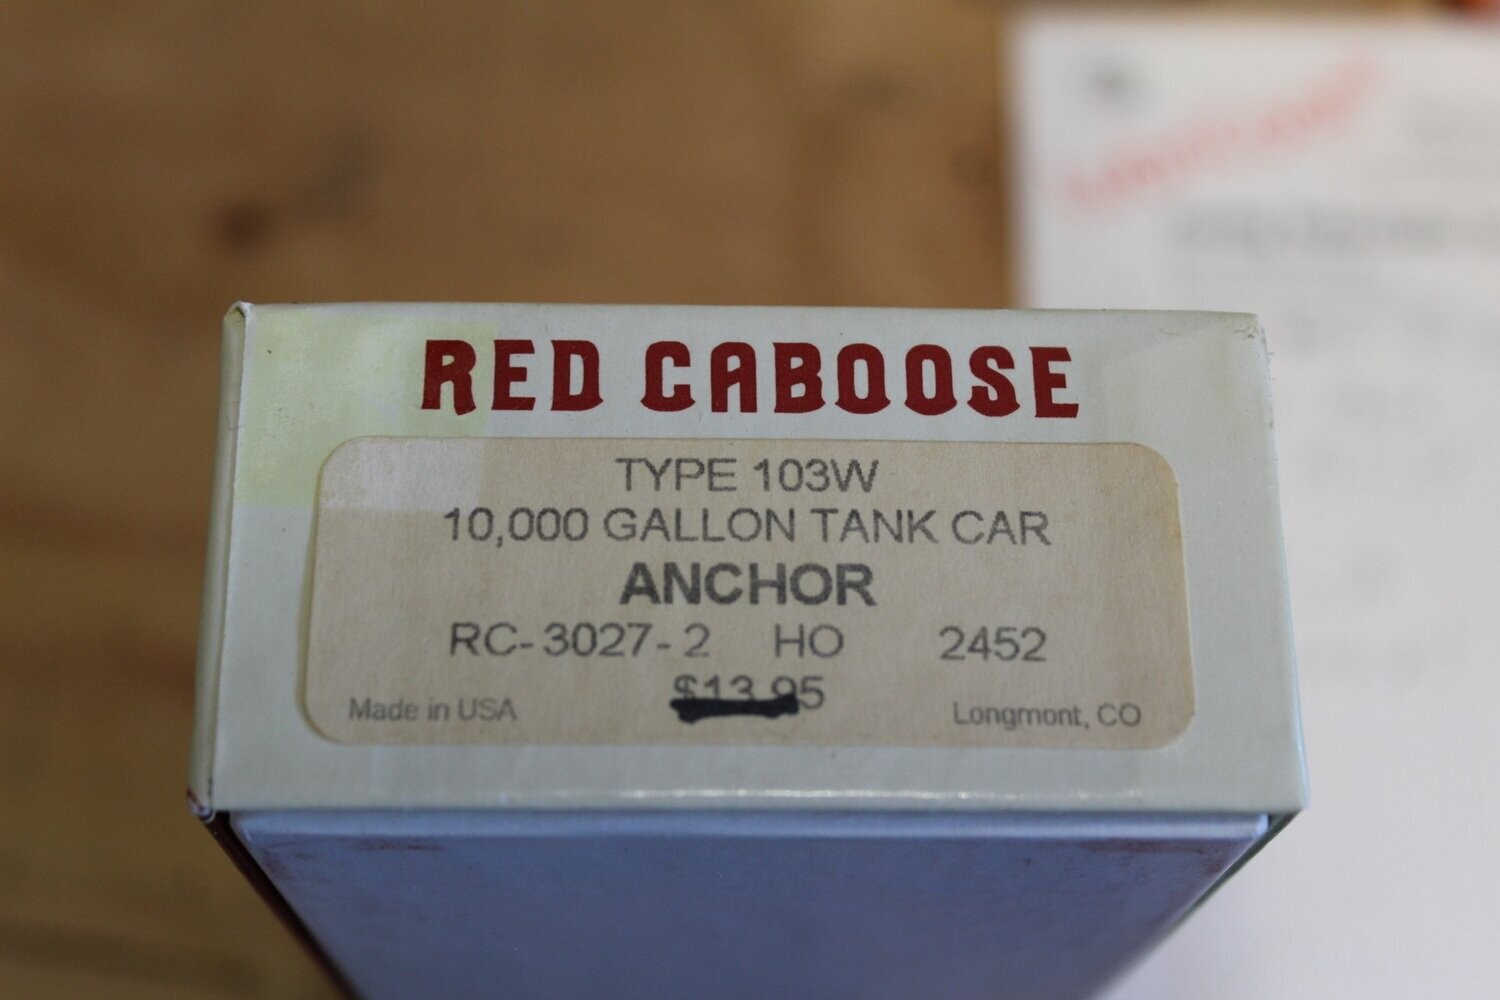 RED CABOOSE
TYPE 103W
10,000 GALLON TANK CAR
ANCHOR
RC-3027-2 HO 2452
$13.95
Made in USA Longmont, CO